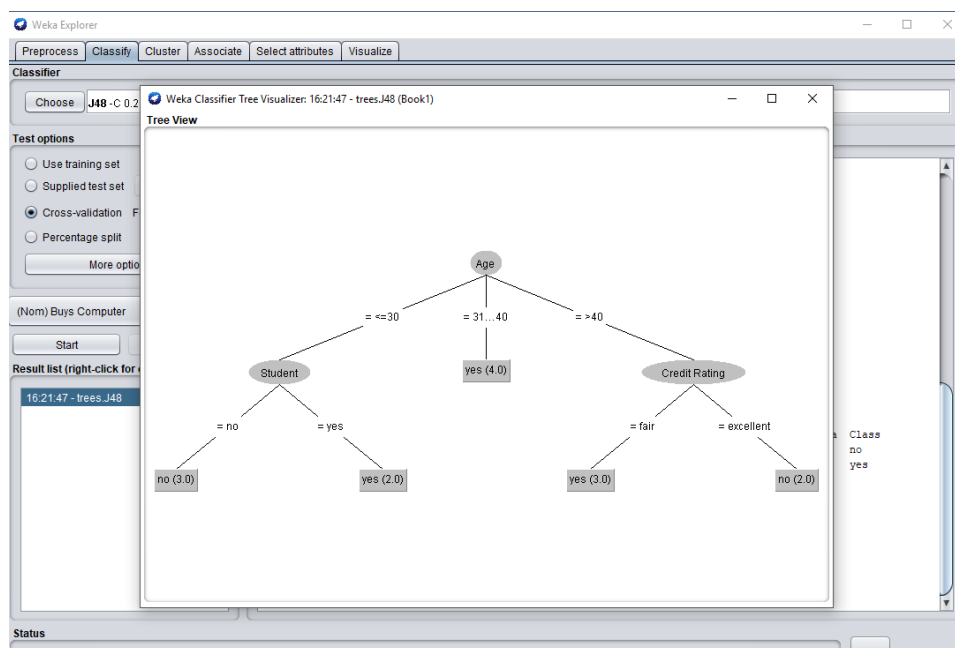 Weka Explorer
Preprocess Classify Cluster Associate Select attributes Visualize
Classifier
Choose J48 -C 0.2
Test options
Use training set
Supplied test set
Cross-validation F
Percentage split
More optio
(Nom) Buys Computer
Start
Result list (right-click for
16:21:47 - trees.J48
Weka Classifier Tree Visualizer: 16:21:47 - trees.J48 (Book1)
Tree View
Age
= <=30 = 31...40 = >40
Student yes (4.0) Credit Rating
= no = yes = fair = excellent
no (3.0) yes (2.0) yes (3.0) no (2.0)
a Class
no
yes
Status